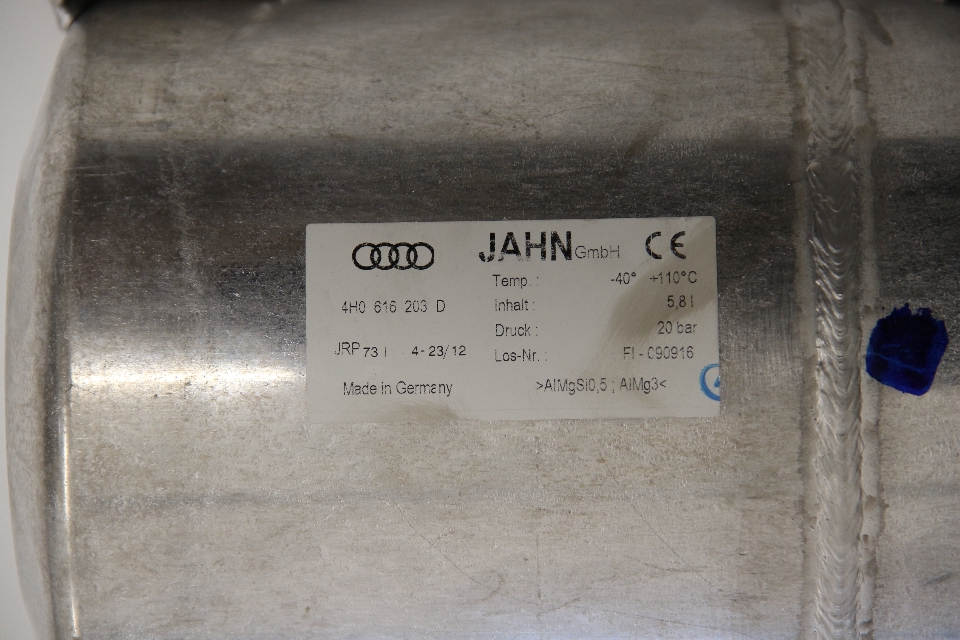 JAHN GmbH CE
Temp. : -40° +110°C
4H0 616 203 D
Inhalt : 5,8 l
Druck : 20 bar
JRP 73 I 4-23/12
Los-Nr. : FI - 090916
Made in Germany
>AlMgSi0,5 ; AlMg3<